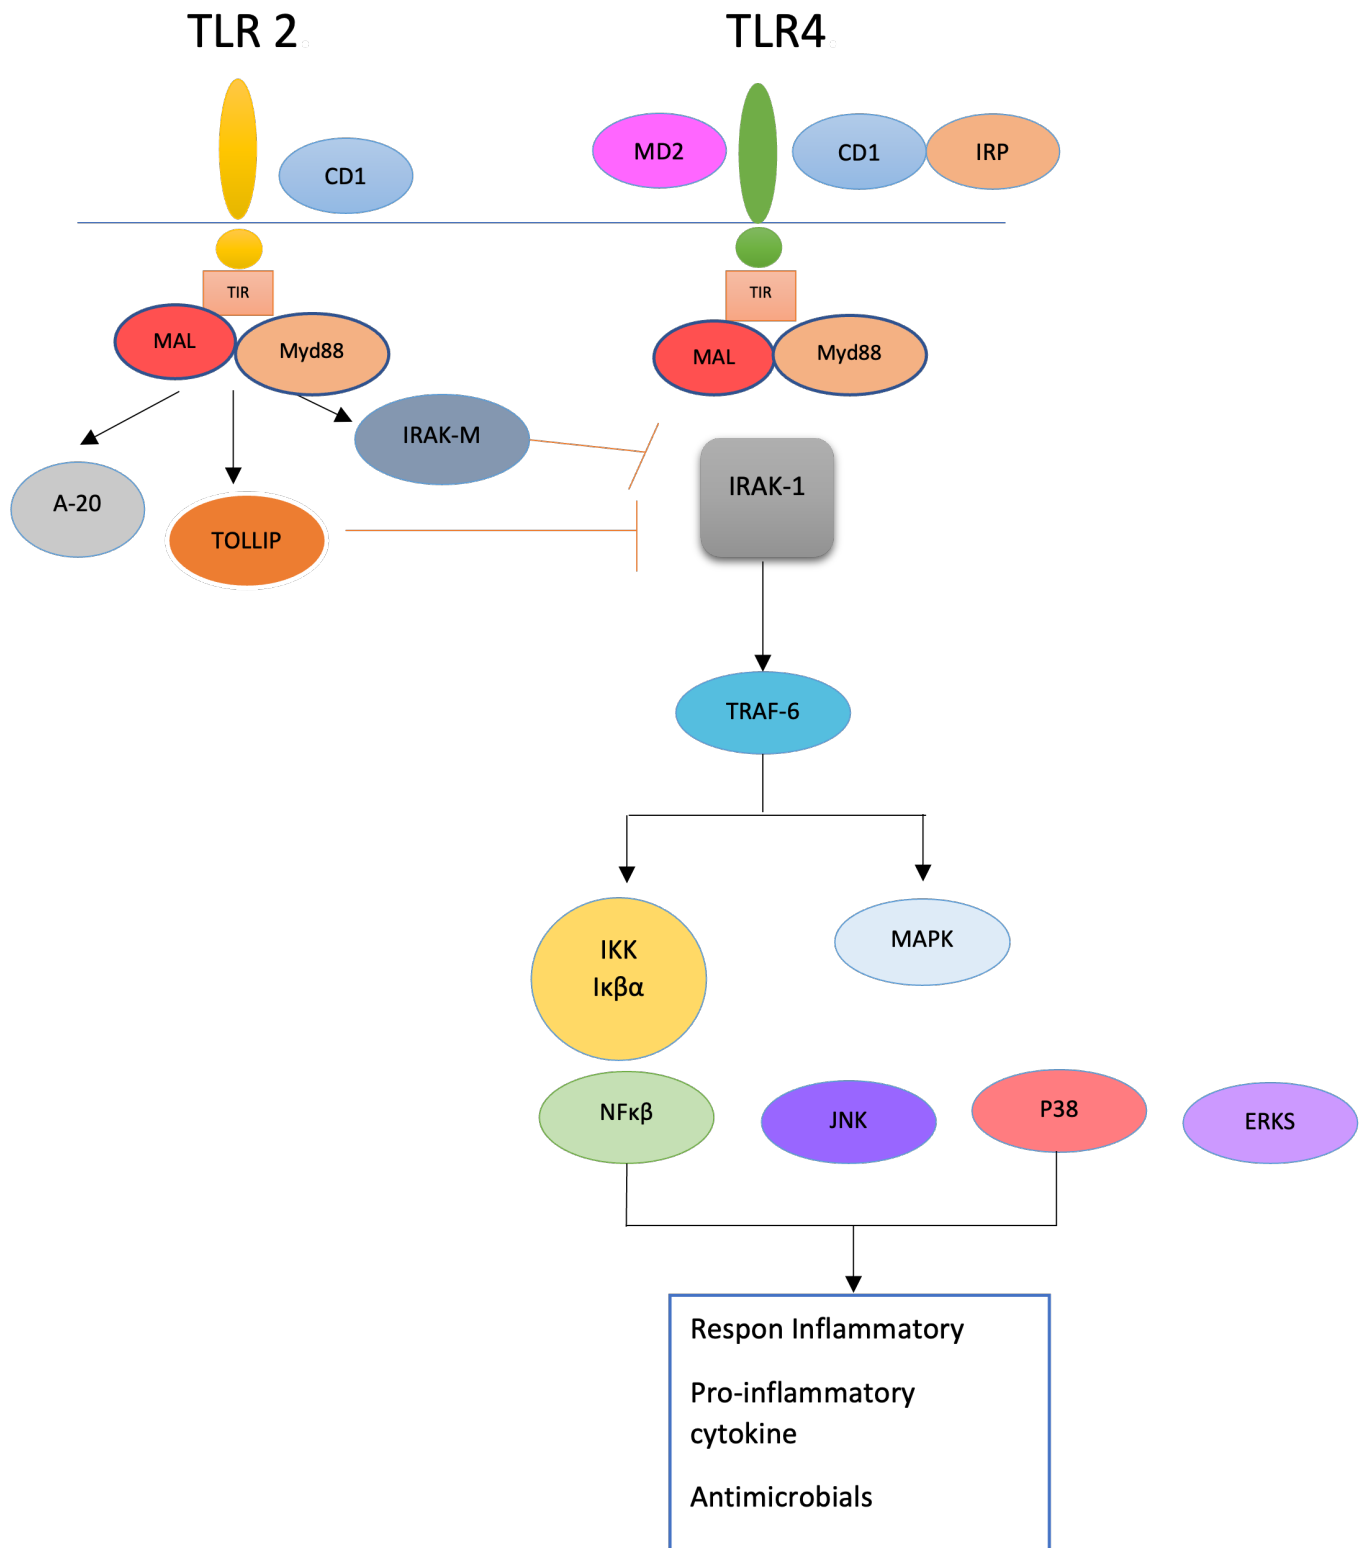 TLR 2
TLR4
MD2
CD1
IRP
CD1
TIR
TIR
MAL
Myd88
MAL
Myd88
IRAK-M
IRAK-1
A-20
TOLLIP
TRAF-6
IKK
Iκβα
MAPK
NFκβ
JNK
P38
ERKS
Respon Inflammatory
Pro-inflammatory
cytokine
Antimicrobials